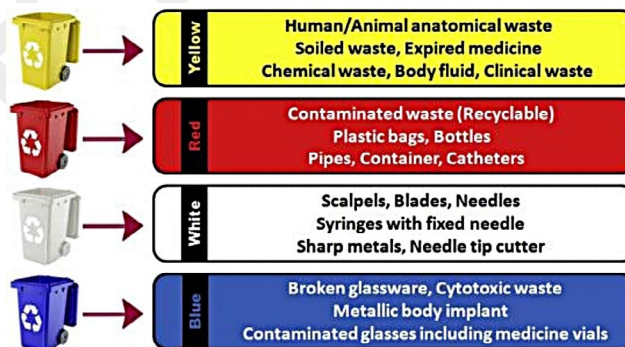 Yellow
Human/Animal anatomical waste
Soiled waste, Expired medicine
Chemical waste, Body fluid, Clinical waste
Red
Contaminated waste (Recyclable)
Plastic bags, Bottles
Pipes, Container, Catheters
White
Scalpels, Blades, Needles
Syringes with fixed needle
Sharp metals, Needle tip cutter
Blue
Broken glassware, Cytotoxic waste
Metallic body implant
Contaminated glasses including medicine vials